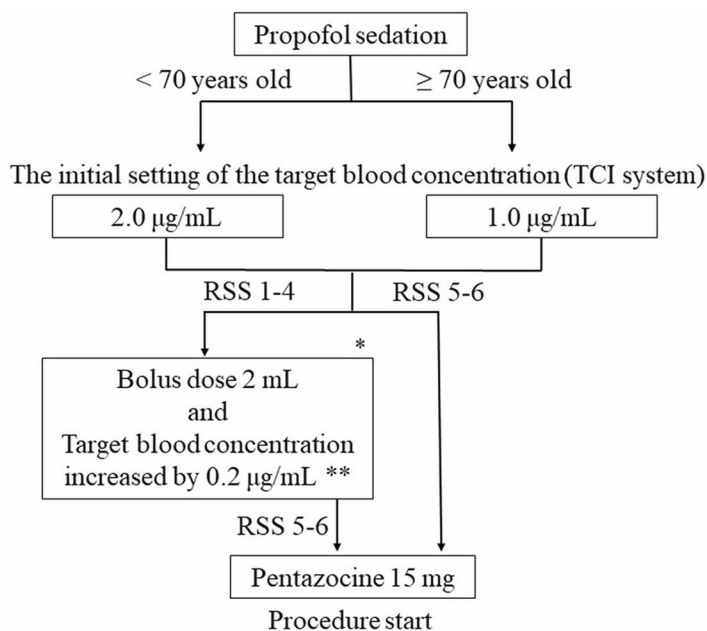 Propofol sedation
< 70 years old
≥ 70 years old
The initial setting of the target blood concentration (TCI system)
2.0 μg/mL
1.0 μg/mL
RSS 1-4
RSS 5-6
*
Bolus dose 2 mL
and
Target blood concentration
increased by 0.2 μg/mL **
RSS 5-6
Pentazocine 15 mg
Procedure start